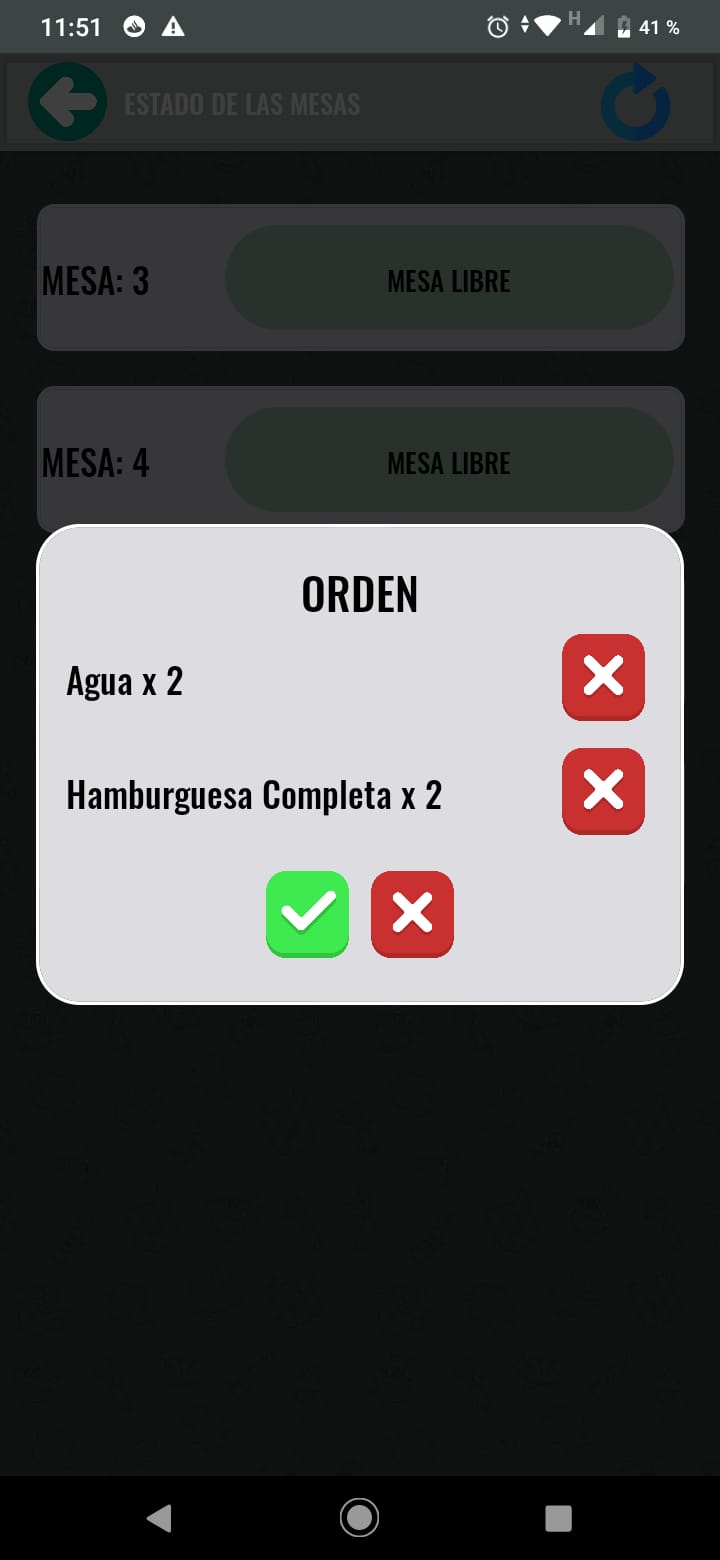 11:51
H
41 %
ESTADO DE LAS MESAS
MESA: 3
MESA LIBRE
MESA: 4
MESA LIBRE
ORDEN
Agua x 2
Hamburguesa Completa x 2